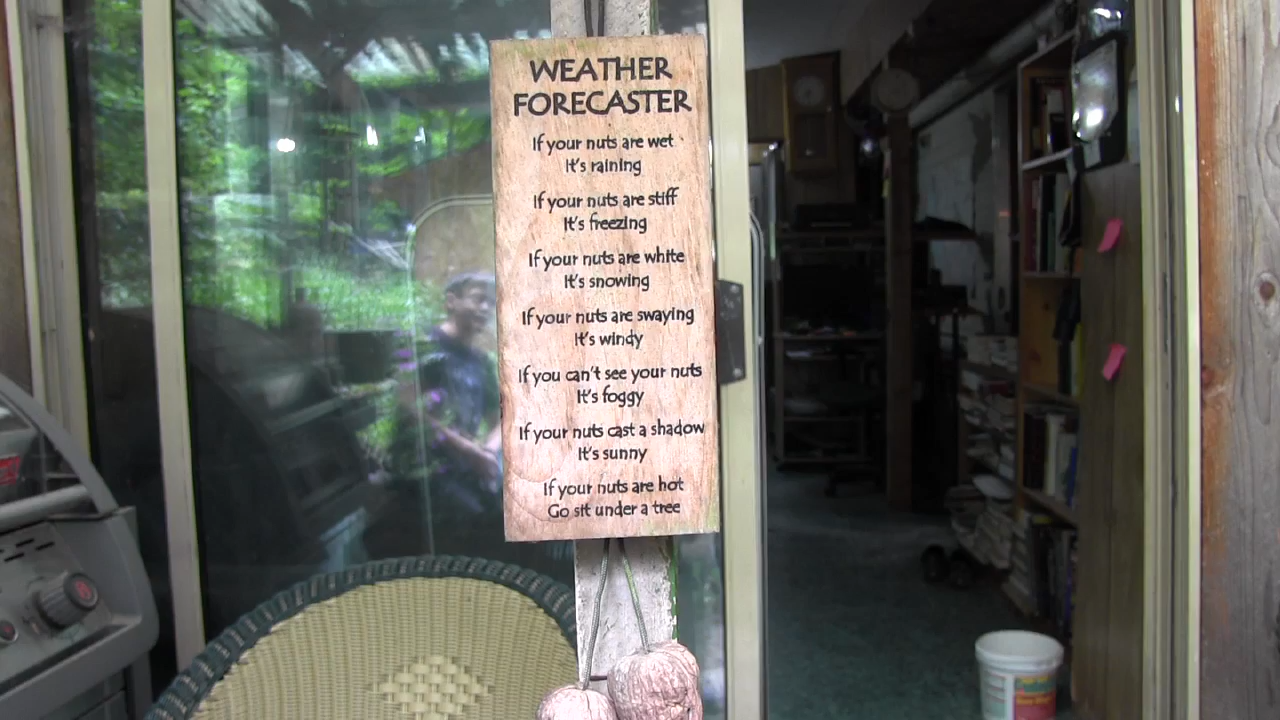 WEATHER
FORECASTER
If your nuts are wet
It's raining
If your nuts are stiff
It's freezing
If your nuts are white
It's snowing
If your nuts are swaying
It's windy
If you can't see your nuts
It's foggy
If your nuts cast a shadow
It's sunny
If your nuts are hot
Go sit under a tree